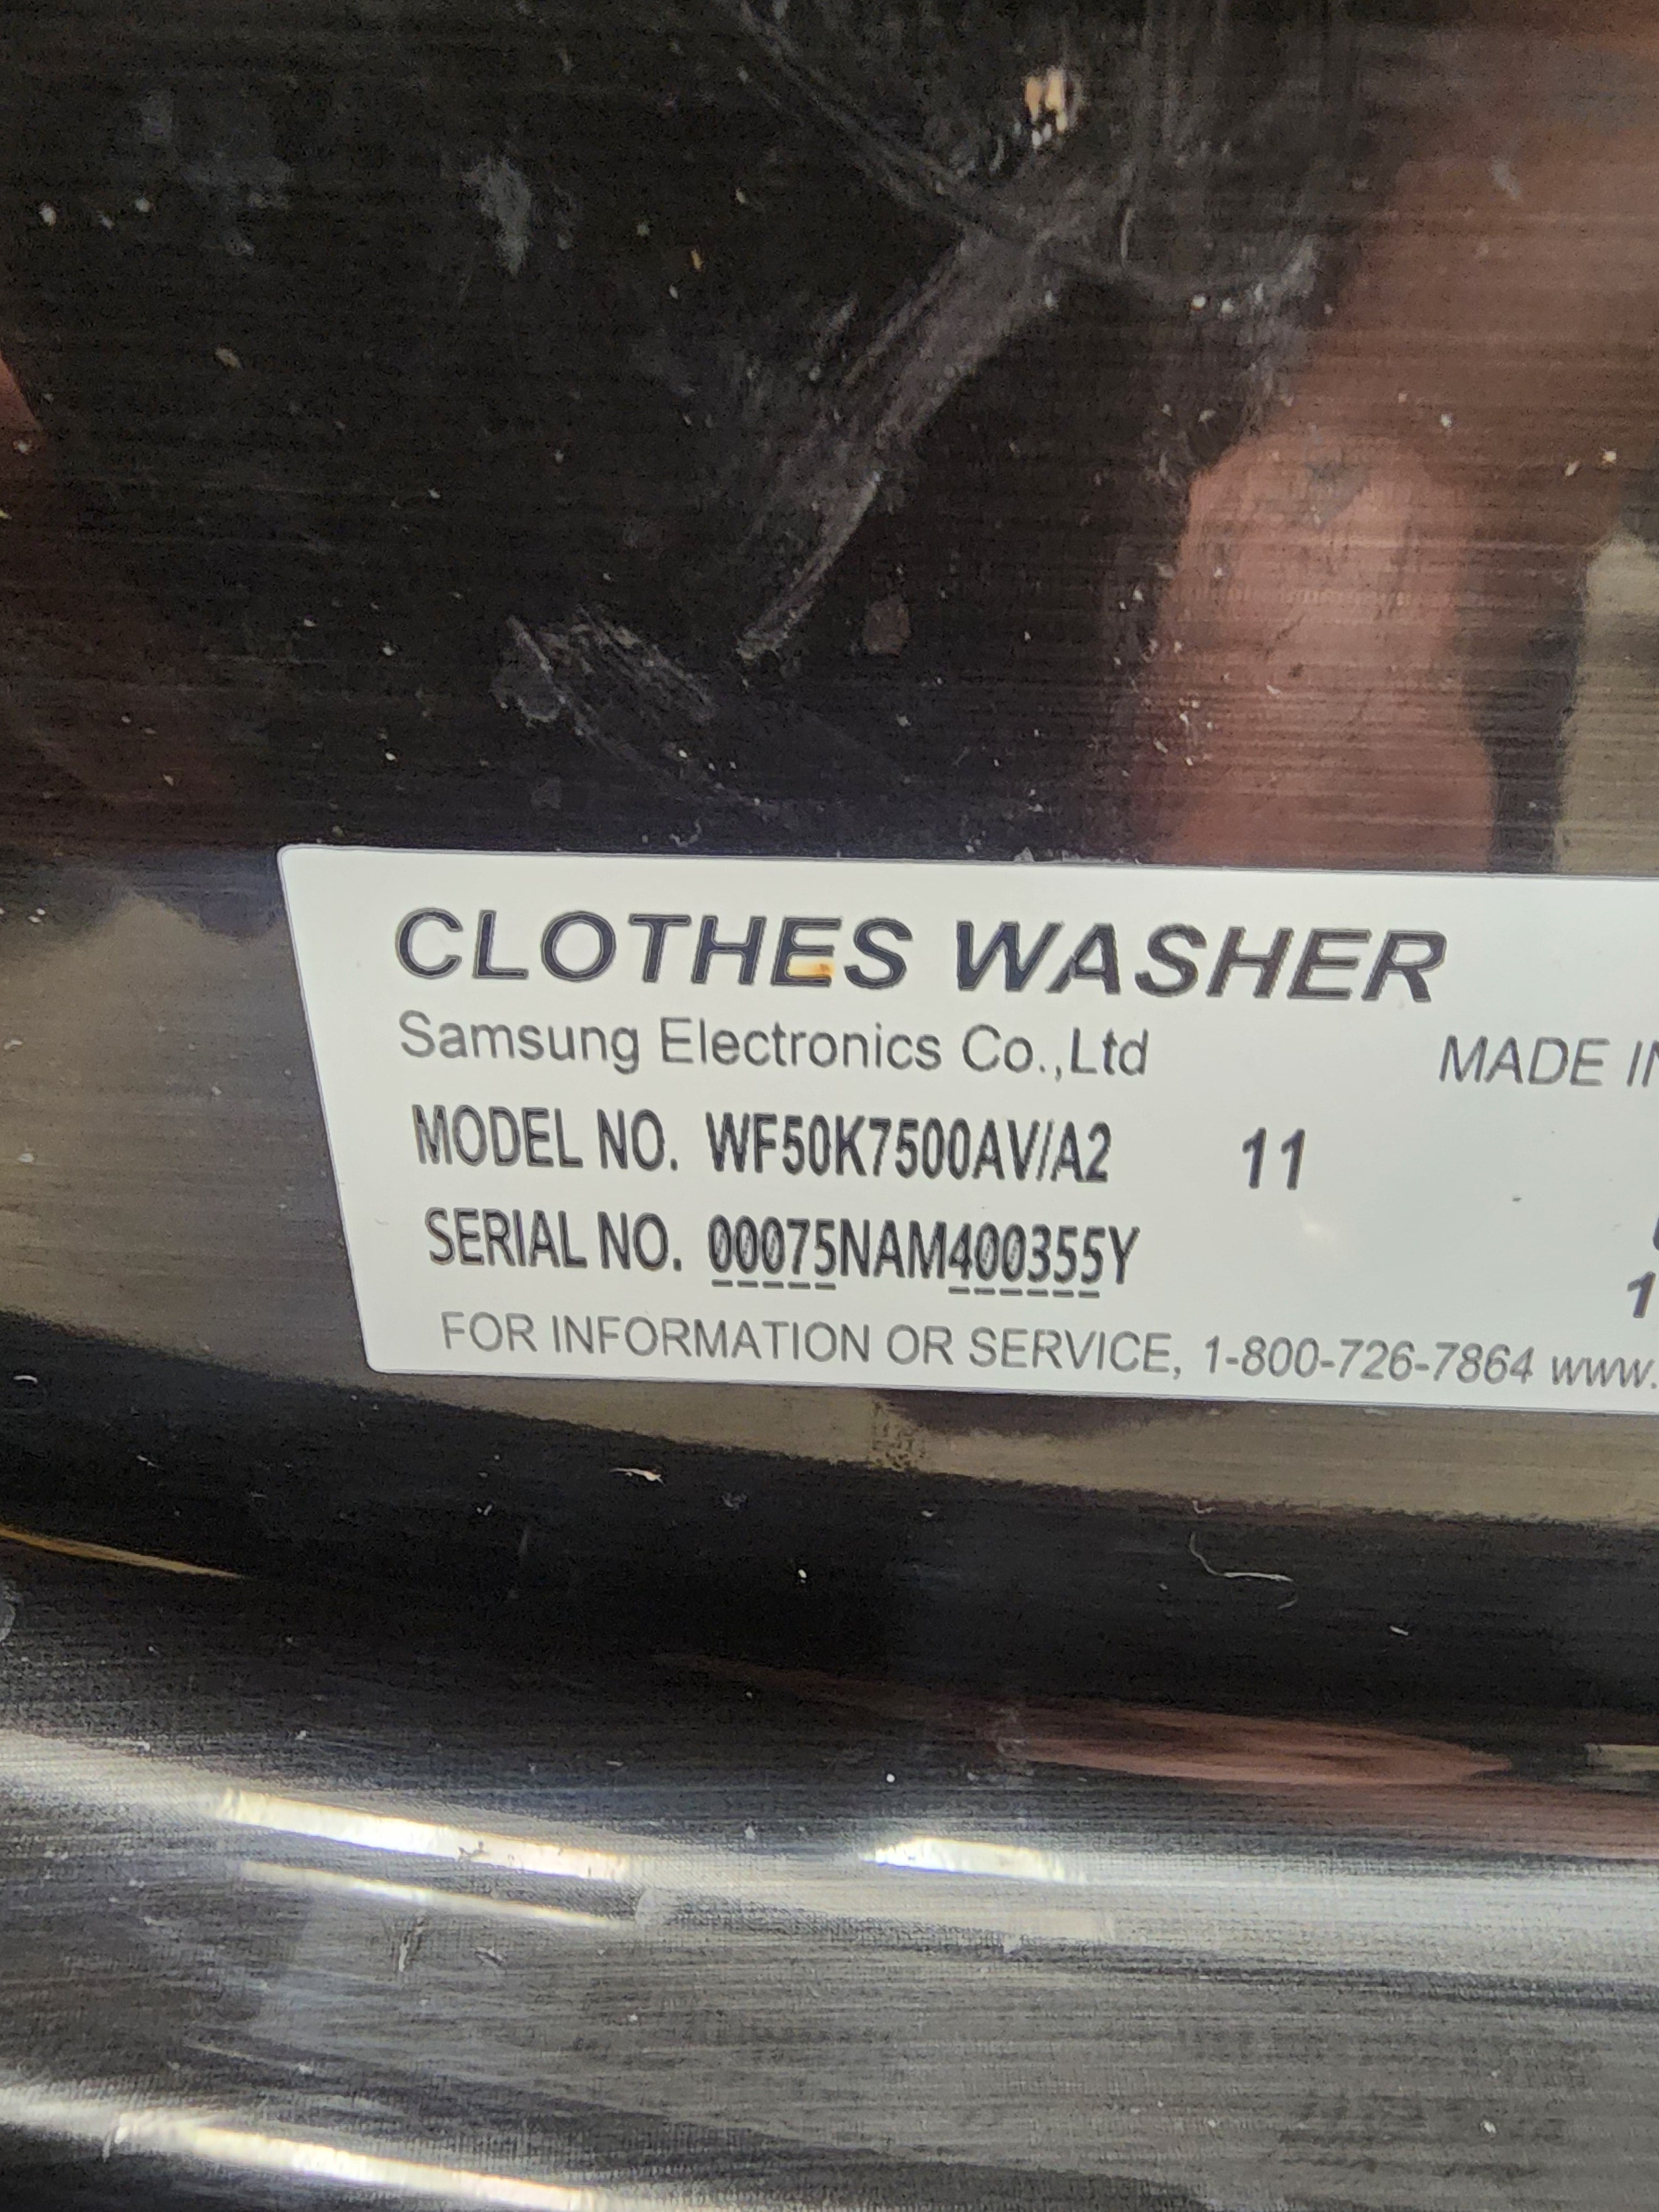 CLOTHES WASHER
Samsung Electronics Co.,Ltd MADE
MODEL NO. WF50K7500AV/A2 11
SERIAL NO. 00075NAM400355Y
1
FOR INFORMATION OR SERVICE, 1-800-726-7864 www.